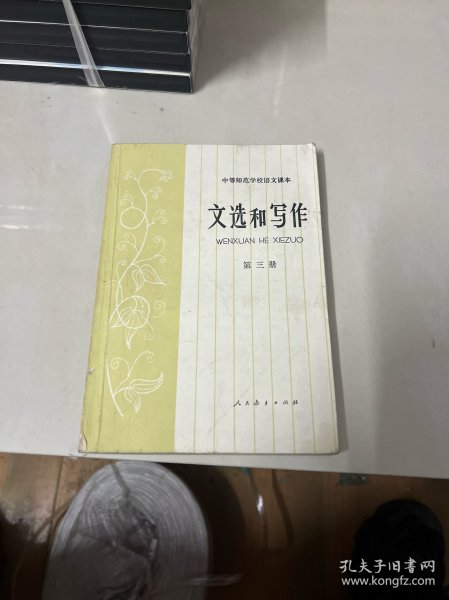 中等师范学校语文课本
文选和写作
WENXUAN HE XIEZUO
第三册
人民教育出版社
孔夫子旧书网
www.kongfz.com